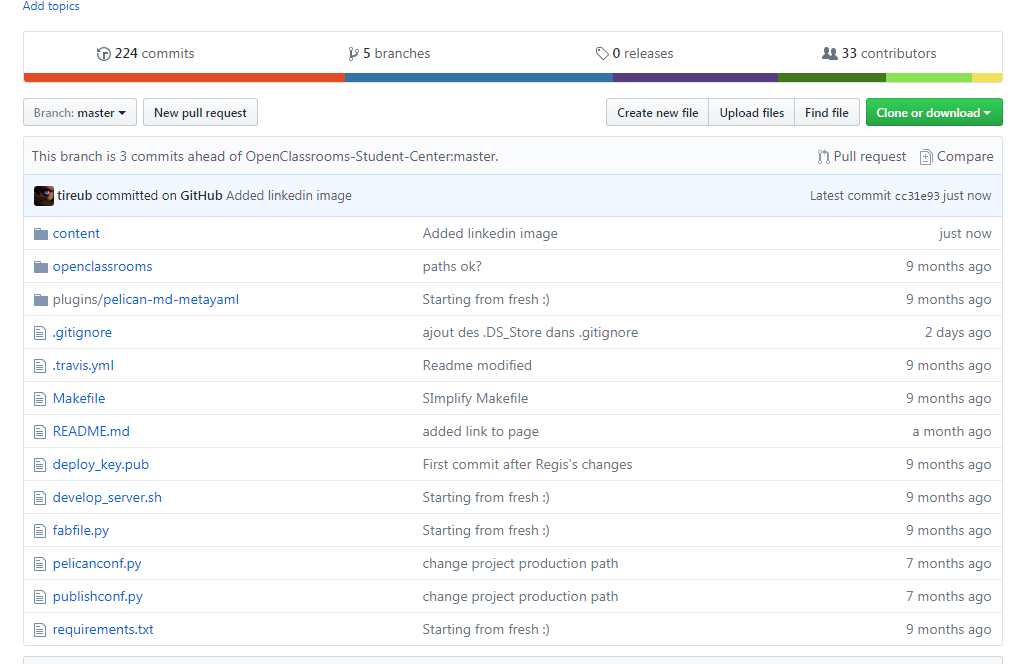 Add topics
224 commits 5 branches 0 releases 33 contributors
Branch: master New pull request Create new file Upload files Find file Clone or download
This branch is 3 commits ahead of OpenClassrooms-Student-Center:master. Pull request Compare
tireub committed on GitHub Added linkedin image Latest commit cc31e93 just now
content Added linkedin image just now
openclassrooms paths ok? 9 months ago
plugins/pelican-md-metayaml Starting from fresh :) 9 months ago
.gitignore ajout des .DS_Store dans .gitignore 2 days ago
.travis.yml Readme modified 9 months ago
Makefile SImplify Makefile 9 months ago
README.md added link to page a month ago
deploy_key.pub First commit after Regis's changes 9 months ago
develop_server.sh Starting from fresh :) 9 months ago
fabfile.py Starting from fresh :) 9 months ago
pelicanconf.py change project production path 7 months ago
publishconf.py change project production path 7 months ago
requirements.txt Starting from fresh :) 9 months ago